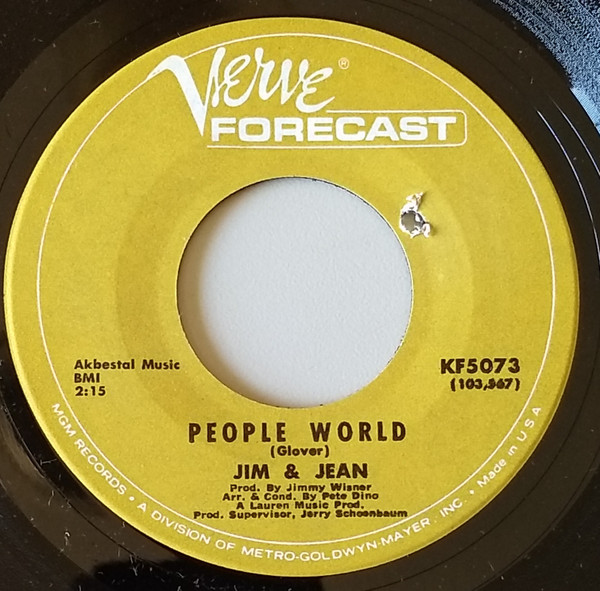 Verve ®
FORECAST
Akbestal Music
BMI
2:15
KF5073
(103,967)
PEOPLE WORLD
(Glover)
JIM & JEAN
Prod. By Jimmy Wisner
Arr. & Cond. By Pete Dino
A Lauren Music Prod.
Prod. Supervisor, Jerry Schoenbaum
MGM RECORDS • A DIVISION OF METRO-GOLDWYN-MAYER, INC. • Made in U S A